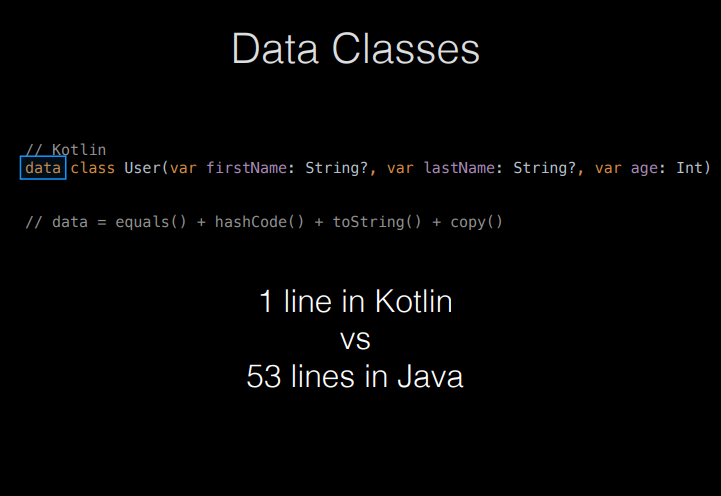 Data Classes
// Kotlin
data class User(var firstName: String?, var lastName: String?, var age: Int)
// data = equals() + hashCode() + toString() + copy()
1 line in Kotlin
vs
53 lines in Java